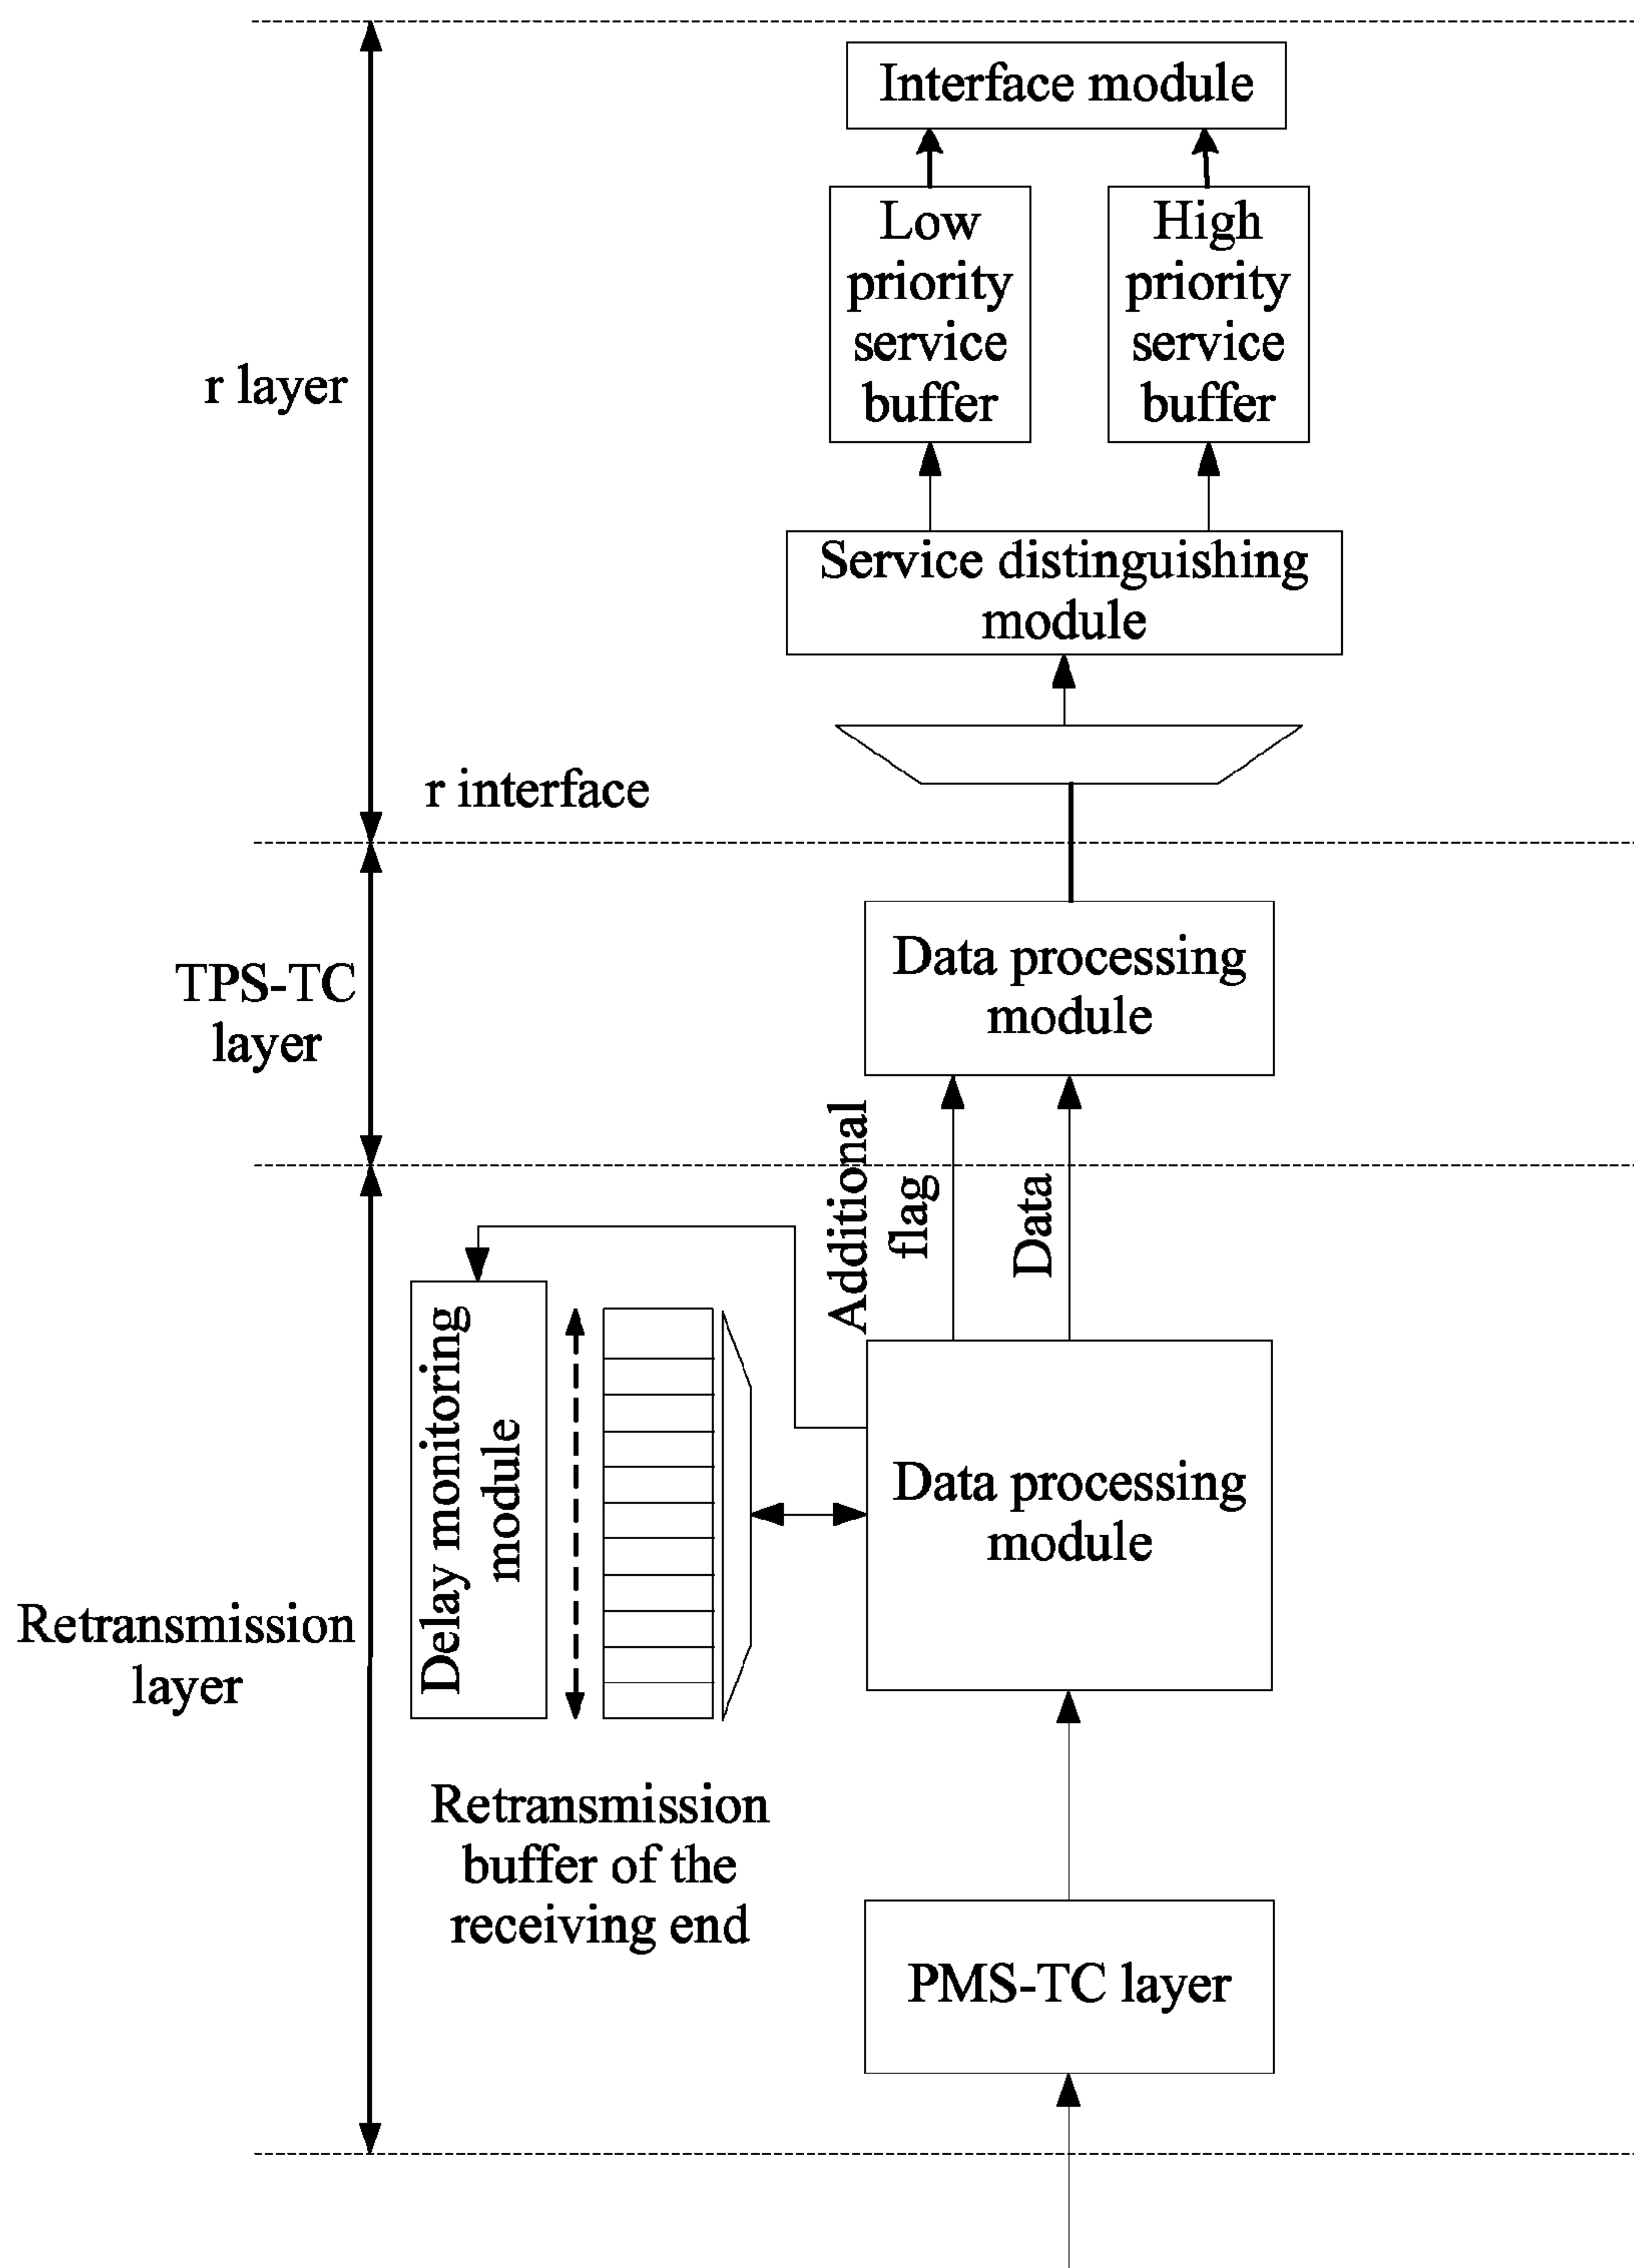 Interface module
Low
priority
service
buffer
High
priority
service
buffer
r layer
Service distinguishing
module
r interface
TPS-TC
layer
Data processing
module
Additional
flag
Data
Delay monitoring
module
Data processing
module
Retransmission
layer
Retransmission
buffer of the
receiving end
PMS-TC layer